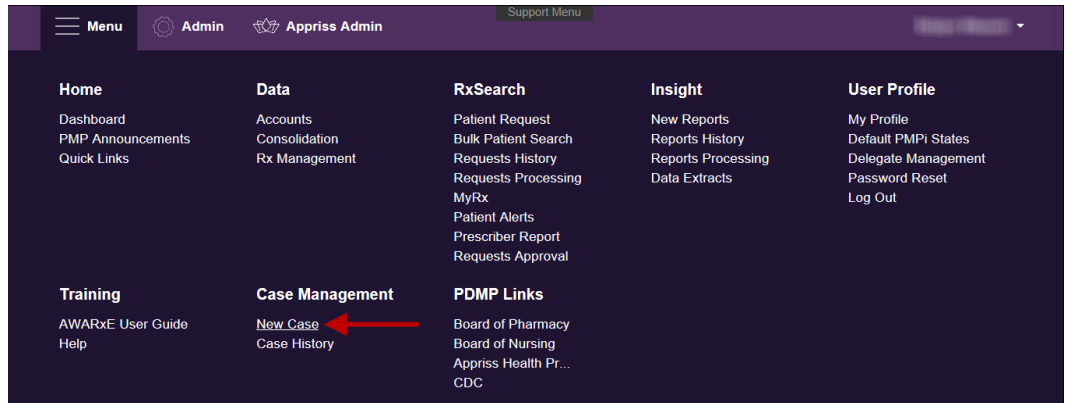 Support Menu
Menu Admin Appriss Admin
Home
Dashboard
PMP Announcements
Quick Links
Data
Accounts
Consolidation
Rx Management
RxSearch
Patient Request
Bulk Patient Search
Requests History
Requests Processing
MyRx
Patient Alerts
Prescriber Report
Requests Approval
Insight
New Reports
Reports History
Reports Processing
Data Extracts
User Profile
My Profile
Default PMPi States
Delegate Management
Password Reset
Log Out
Training
AWARxE User Guide
Help
Case Management
New Case
Case History
PDMP Links
Board of Pharmacy
Board of Nursing
Appriss Health Pr...
CDC